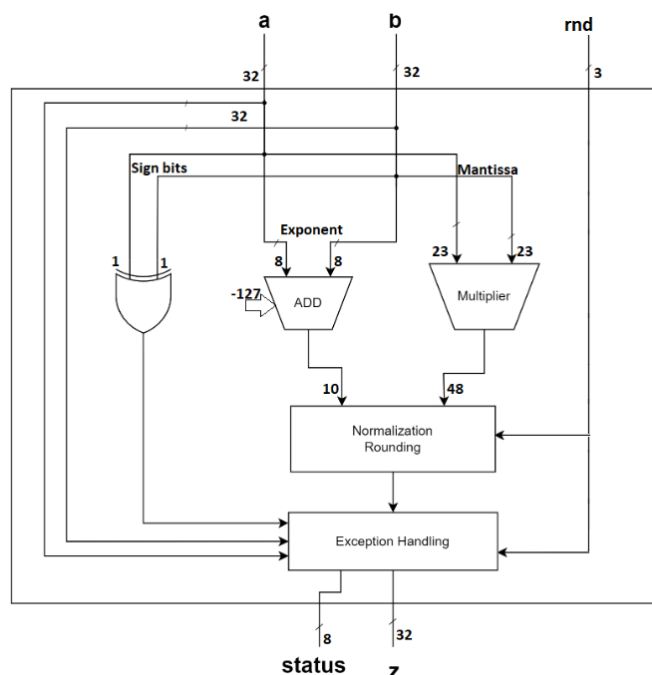 a
b
rnd
32
32
3
32
Sign bits
Mantissa
Exponent
1
1
8
8
23
23
-127
ADD
Multiplier
10
48
Normalization
Rounding
Exception Handling
8
32
status
z